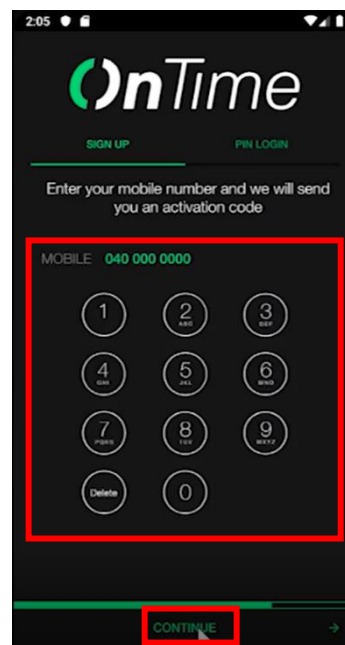 2:05
OnTime
SIGN UP PIN LOGIN
Enter your mobile number and we will send
you an activation code
MOBILE 040 000 0000
1 2 ABC 3 DEF
4 GHI 5 JKL 6 MNO
7 PQRS 8 TUV 9 WXYZ
Delete 0
CONTINUE